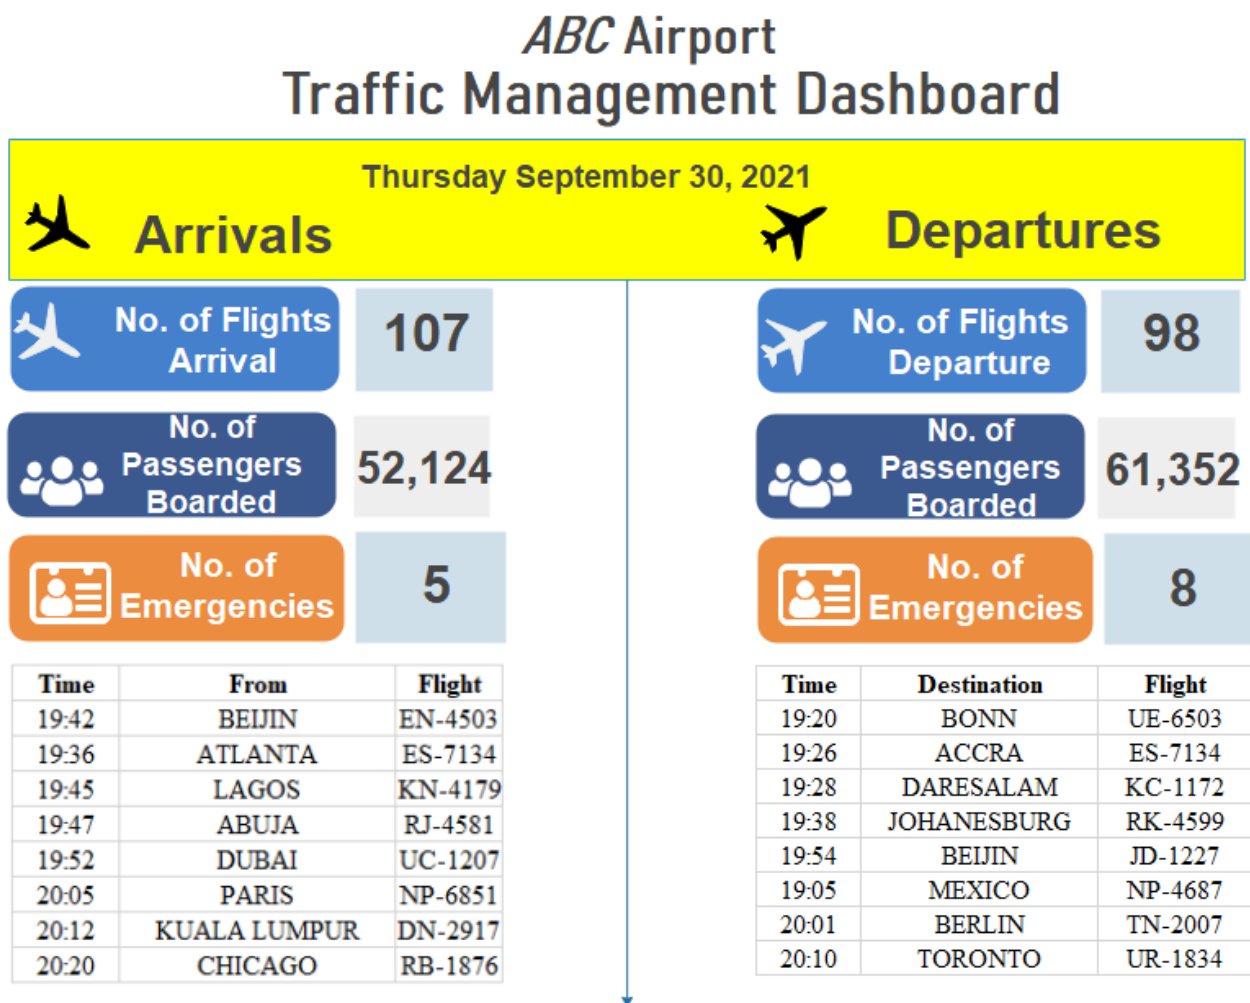 ABC Airport
Traffic Management Dashboard
Thursday September 30, 2021
Arrivals
Departures
No. of Flights
Arrival
107
No. of
Passengers
Boarded
52,124
No. of
Emergencies
5
Time From Flight
19:42 BEIJIN EN-4503
19:36 ATLANTA ES-7134
19:45 LAGOS KN-4179
19:47 ABUJA RJ-4581
19:52 DUBAI UC-1207
20:05 PARIS NP-6851
20:12 KUALA LUMPUR DN-2917
20:20 CHICAGO RB-1876
No. of Flights
Departure
98
No. of
Passengers
Boarded
61,352
No. of
Emergencies
8
Time Destination Flight
19:20 BONN UE-6503
19:26 ACCRA ES-7134
19:28 DARESALAM KC-1172
19:38 JOHANESBURG RK-4599
19:54 BEIJIN JD-1227
19:05 MEXICO NP-4687
20:01 BERLIN TN-2007
20:10 TORONTO UR-1834